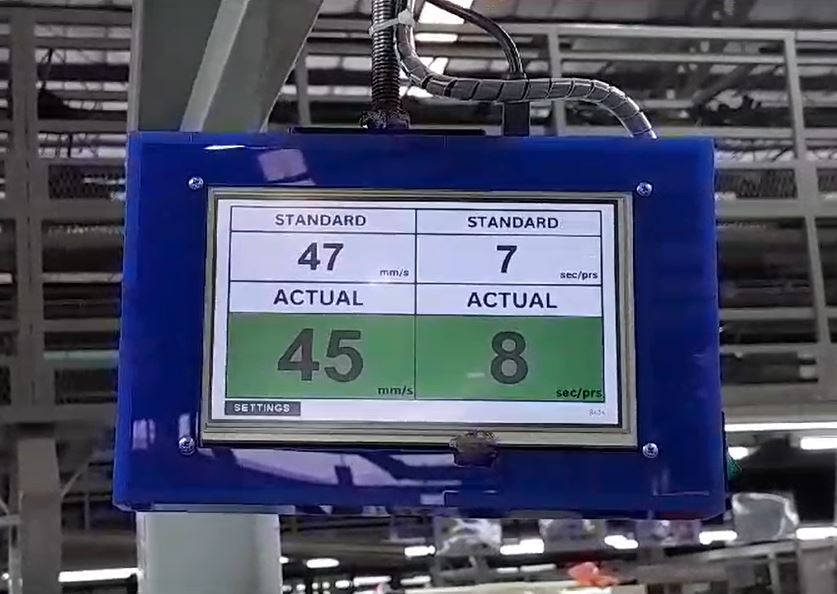 STANDARD STANDARD
47 mm/s 7 sec/prs
ACTUAL ACTUAL
45 mm/s 8 sec/prs
SETTINGS